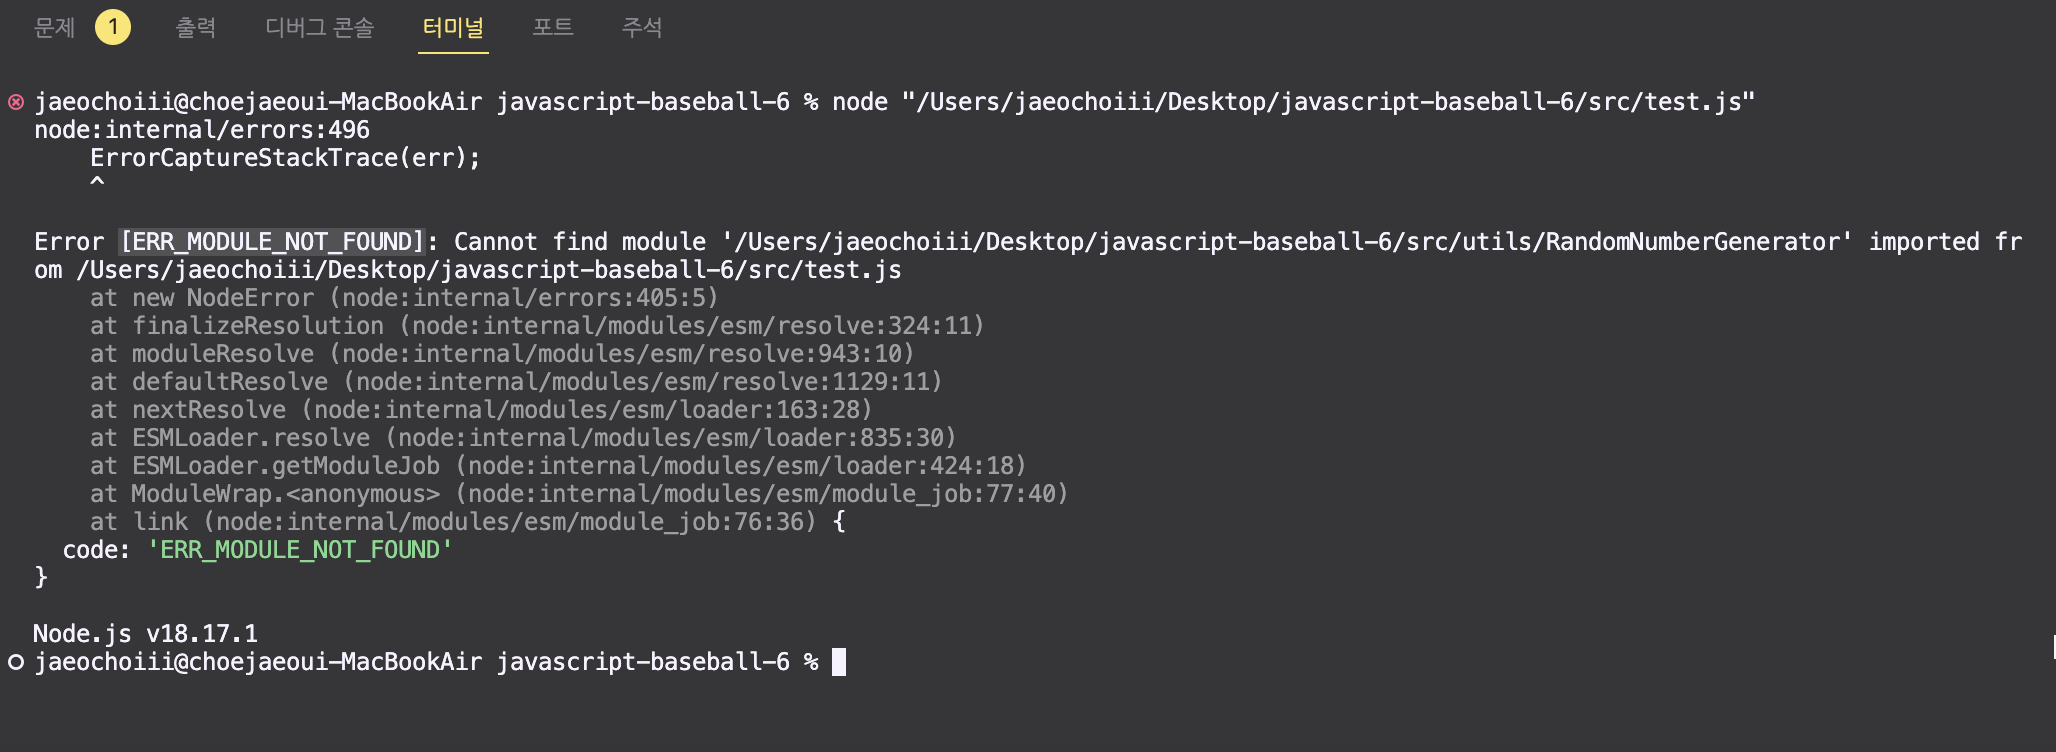 문제 1 출력 디버그 콘솔 터미널 포트 주석
jaeochoiii@choejaeoui-MacBookAir javascript-baseball-6 % node "/Users/jaeochoiii/Desktop/javascript-baseball-6/src/test.js"
node:internal/errors:496
    ErrorCaptureStackTrace(err);
    ^
Error [ERR_MODULE_NOT_FOUND]: Cannot find module '/Users/jaeochoiii/Desktop/javascript-baseball-6/src/utils/RandomNumberGenerator' imported fr
om /Users/jaeochoiii/Desktop/javascript-baseball-6/src/test.js
    at new NodeError (node:internal/errors:405:5)
    at finalizeResolution (node:internal/modules/esm/resolve:324:11)
    at moduleResolve (node:internal/modules/esm/resolve:943:10)
    at defaultResolve (node:internal/modules/esm/resolve:1129:11)
    at nextResolve (node:internal/modules/esm/loader:163:28)
    at ESMLoader.resolve (node:internal/modules/esm/loader:835:30)
    at ESMLoader.getModuleJob (node:internal/modules/esm/loader:424:18)
    at ModuleWrap.<anonymous> (node:internal/modules/esm/module_job:77:40)
    at link (node:internal/modules/esm/module_job:76:36) {
  code: 'ERR_MODULE_NOT_FOUND'
}
Node.js v18.17.1
jaeochoiii@choejaeoui-MacBookAir javascript-baseball-6 %